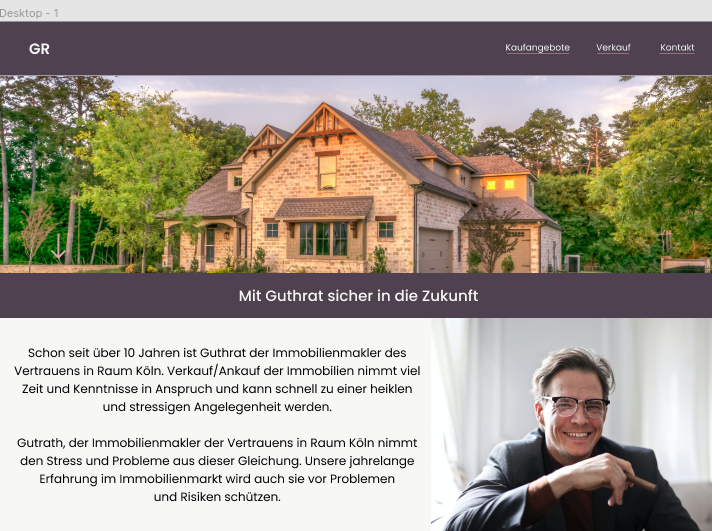 Desktop - 1
GR
Kaufangebote
Verkauf
Kontakt
Mit Guthrat sicher in die Zukunft
Schon seit über 10 Jahren ist Guthrat der Immobilienmakler des
Vertrauens in Raum Köln. Verkauf/Ankauf der Immobilien nimmt viel
Zeit und Kenntnisse in Anspruch und kann schnell zu einer heiklen
und stressigen Angelegenheit werden.
Gutrath, der Immobilienmakler der Vertrauens in Raum Köln nimmt
den Stress und Probleme aus dieser Gleichung. Unsere jahrelange
Erfahrung im Immobilienmarkt wird auch sie vor Problemen
und Risiken schützen.